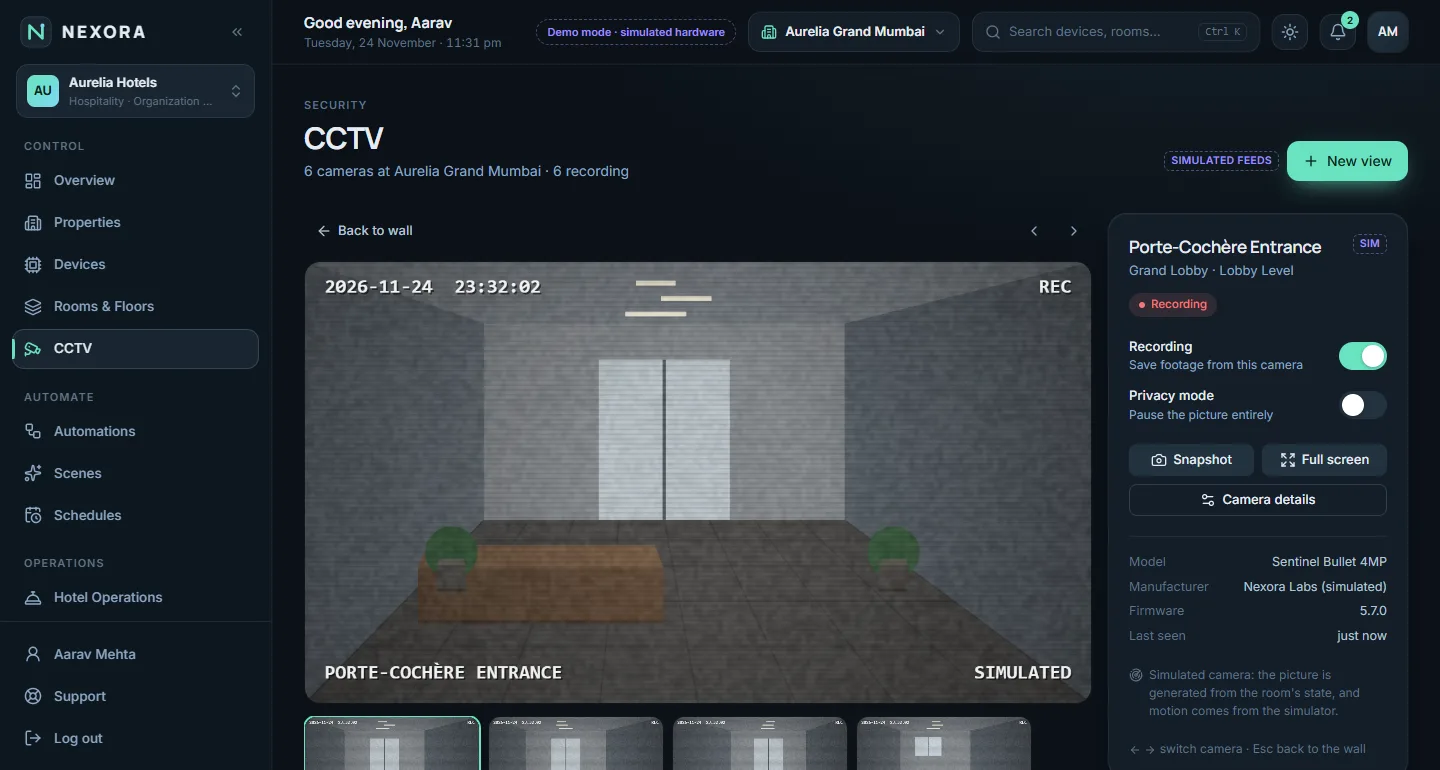 NEXORA
Aurelia Hotels
AU
Hospitality · Organization ...
CONTROL
Overview
Properties
Devices
Rooms & Floors
CCTV
AUTOMATE
Automations
Scenes
Schedules
OPERATIONS
Hotel Operations
Aarav Mehta
Support
Log out
Good evening, Aarav
Tuesday, 24 November · 11:31 pm
Demo mode · simulated hardware
Aurelia Grand Mumbai
Search devices, rooms...
Ctrl K
2
AM
SECURITY
CCTV
6 cameras at Aurelia Grand Mumbai · 6 recording
SIMULATED FEEDS
+ New view
← Back to wall
2026-11-24 23:32:02
REC
PORTE-COCHÈRE ENTRANCE
SIMULATED
Porte-Cochère Entrance
SIM
Grand Lobby · Lobby Level
Recording
Recording
Save footage from this camera
Privacy mode
Pause the picture entirely
Snapshot
Full screen
Camera details
Model Sentinel Bullet 4MP
Manufacturer Nexora Labs (simulated)
Firmware 5.7.0
Last seen just now
Simulated camera: the picture is
generated from the room's state, and
motion comes from the simulator.
← → switch camera · Esc back to the wall